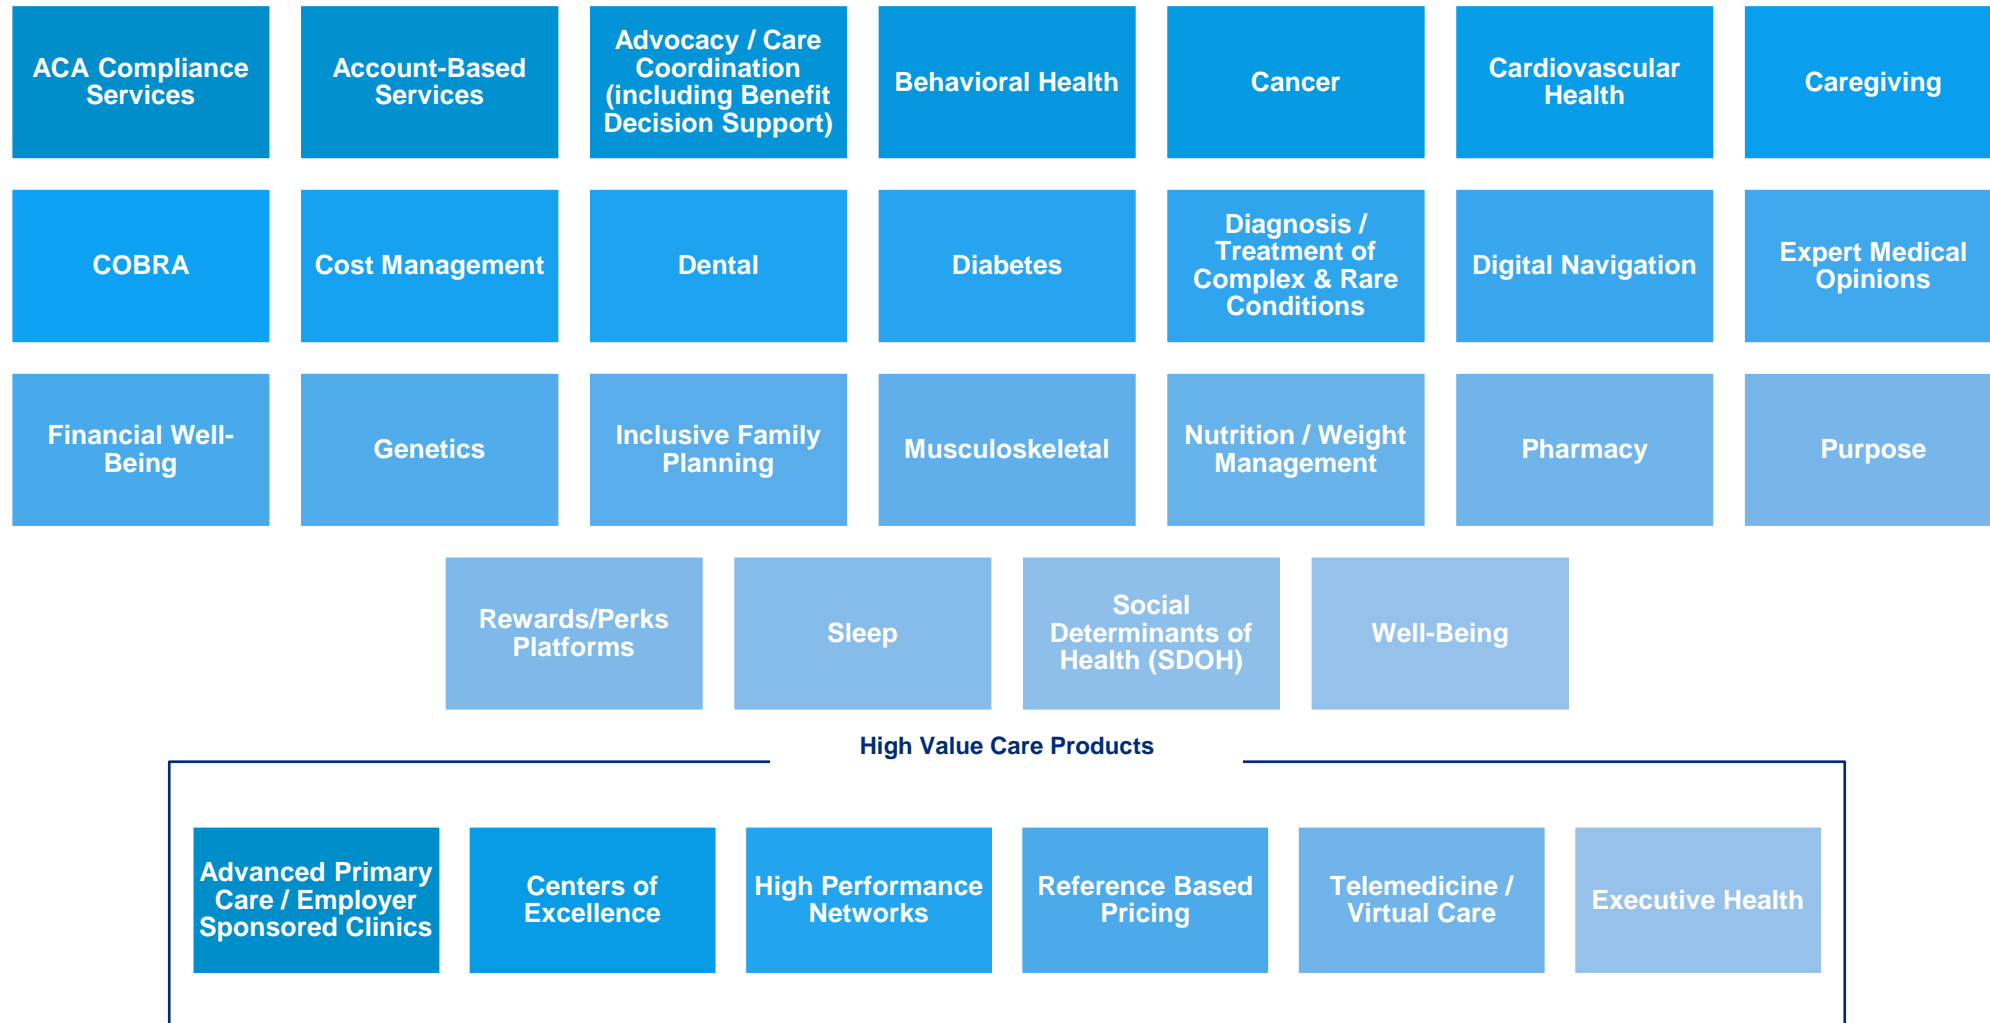 ACA Compliance
Services
Account-Based
Services
Advocacy / Care
Coordination
(including Benefit
Decision Support)
Behavioral Health
Cancer
Cardiovascular
Health
Caregiving
COBRA
Cost Management
Dental
Diabetes
Diagnosis /
Treatment of
Complex & Rare
Conditions
Digital Navigation
Expert Medical
Opinions
Financial Well-
Being
Genetics
Inclusive Family
Planning
Musculoskeletal
Nutrition / Weight
Management
Pharmacy
Purpose
Rewards/Perks
Platforms
Sleep
Social
Determinants of
Health (SDOH)
Well-Being
High Value Care Products
Advanced Primary
Care / Employer
Sponsored Clinics
Centers of
Excellence
High Performance
Networks
Reference Based
Pricing
Telemedicine /
Virtual Care
Executive Health